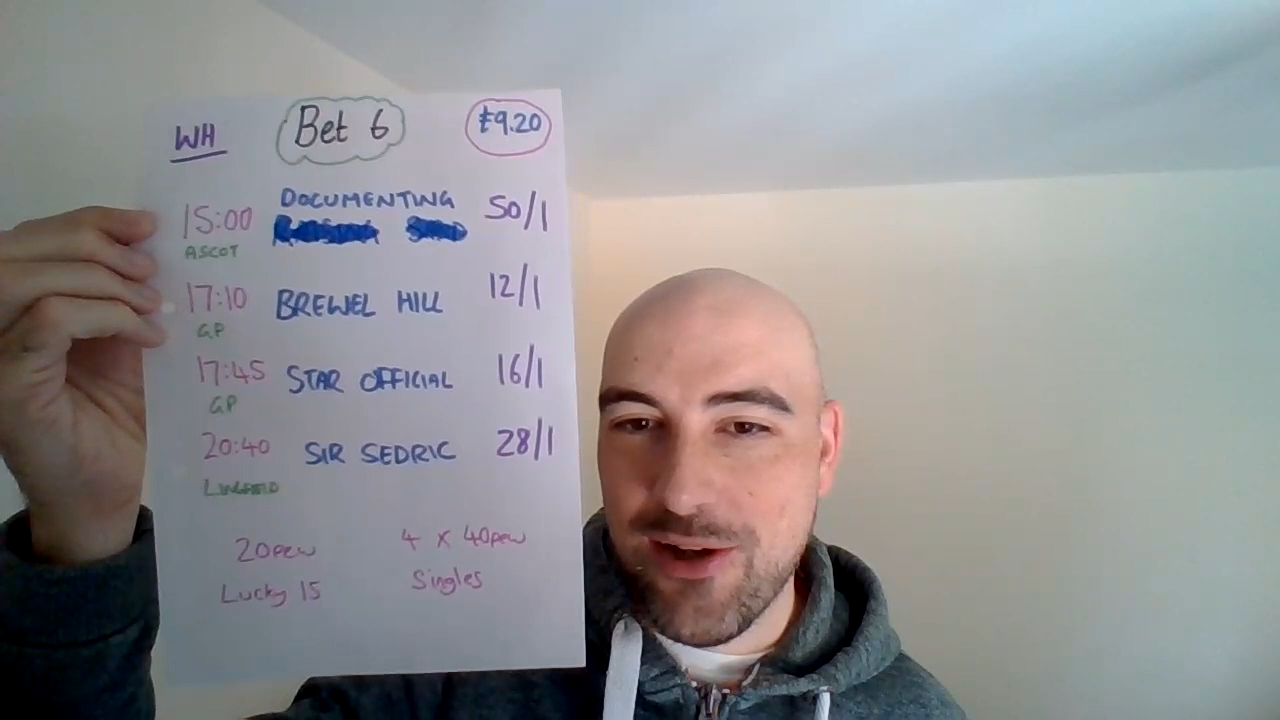 WH Bet 6 £9.20
15:00 DOCUMENTING 50/1
ASCOT
17:10 BREWEL HILL 12/1
GP
17:45 STAR OFFICIAL 16/1
GP
20:40 SIR SEDRIC 28/1
LINGFIELD
20pew 4 x 40pew
Lucky 15 Singles